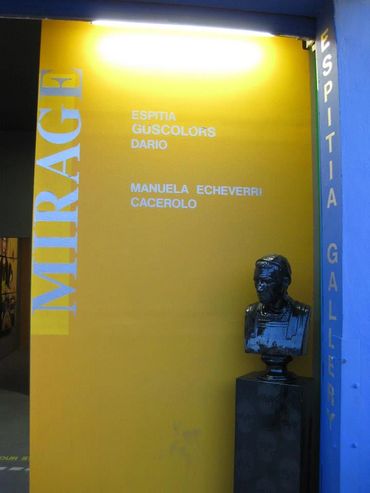 MIRAGE
ESPITIA
GUSCOLORS
DARIO
MANUELA ECHEVERRI
CACEROLO
ESPITIA GALLERY